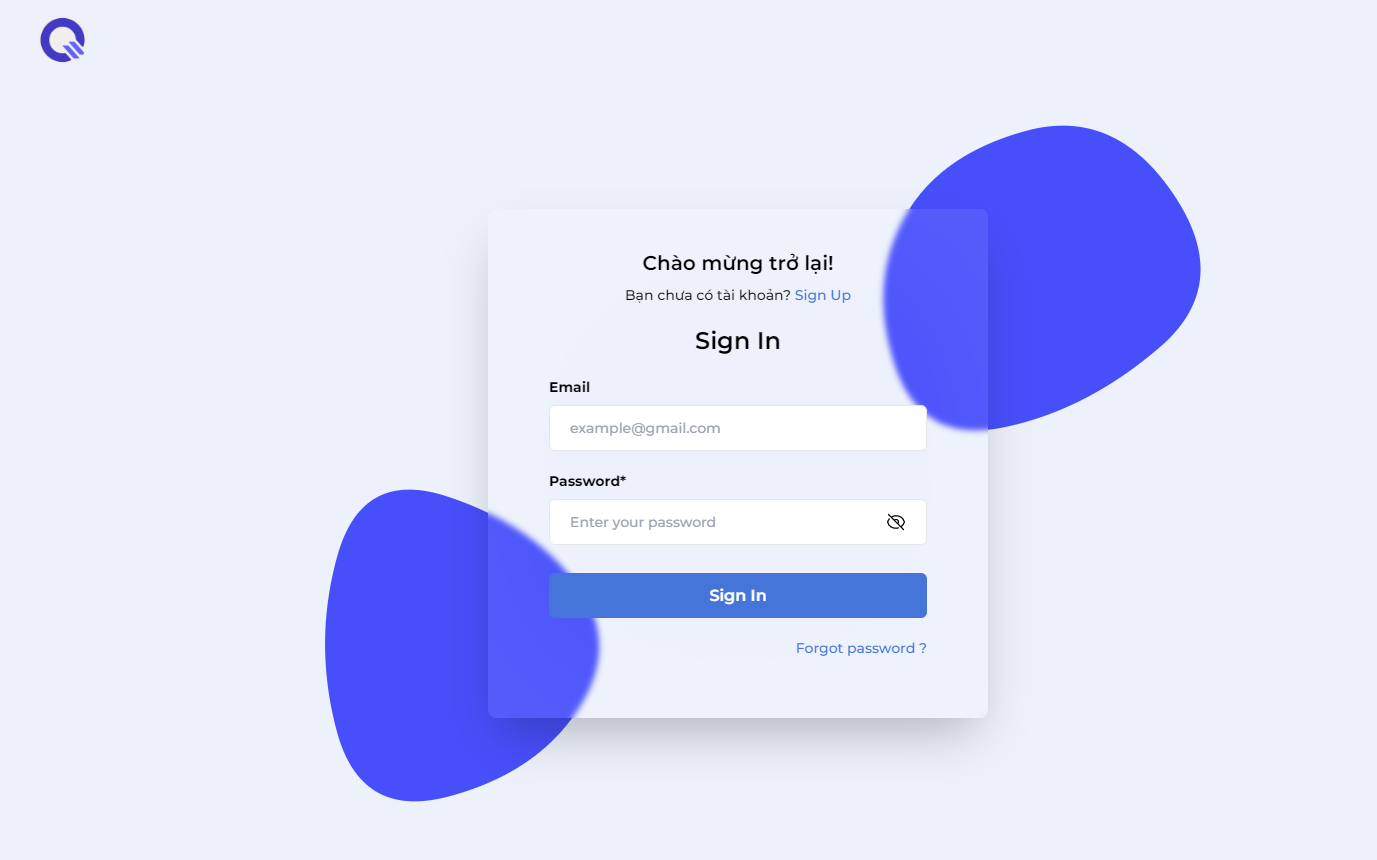 Chào mừng trở lại!
Bạn chưa có tài khoản? Sign Up
Sign In
Email
example@gmail.com
Password*
Enter your password
Sign In
Forgot password ?